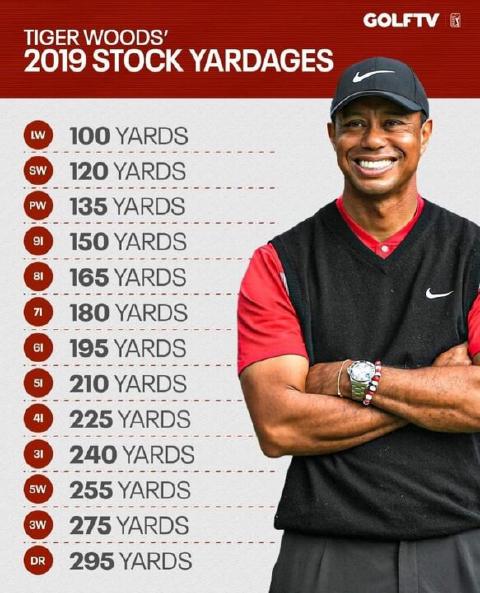 GOLFTV
TIGER WOODS'
2019 STOCK YARDAGES
LW 100 YARDS
SW 120 YARDS
PW 135 YARDS
9I 150 YARDS
8I 165 YARDS
7I 180 YARDS
6I 195 YARDS
5I 210 YARDS
4I 225 YARDS
3I 240 YARDS
5W 255 YARDS
3W 275 YARDS
DR 295 YARDS